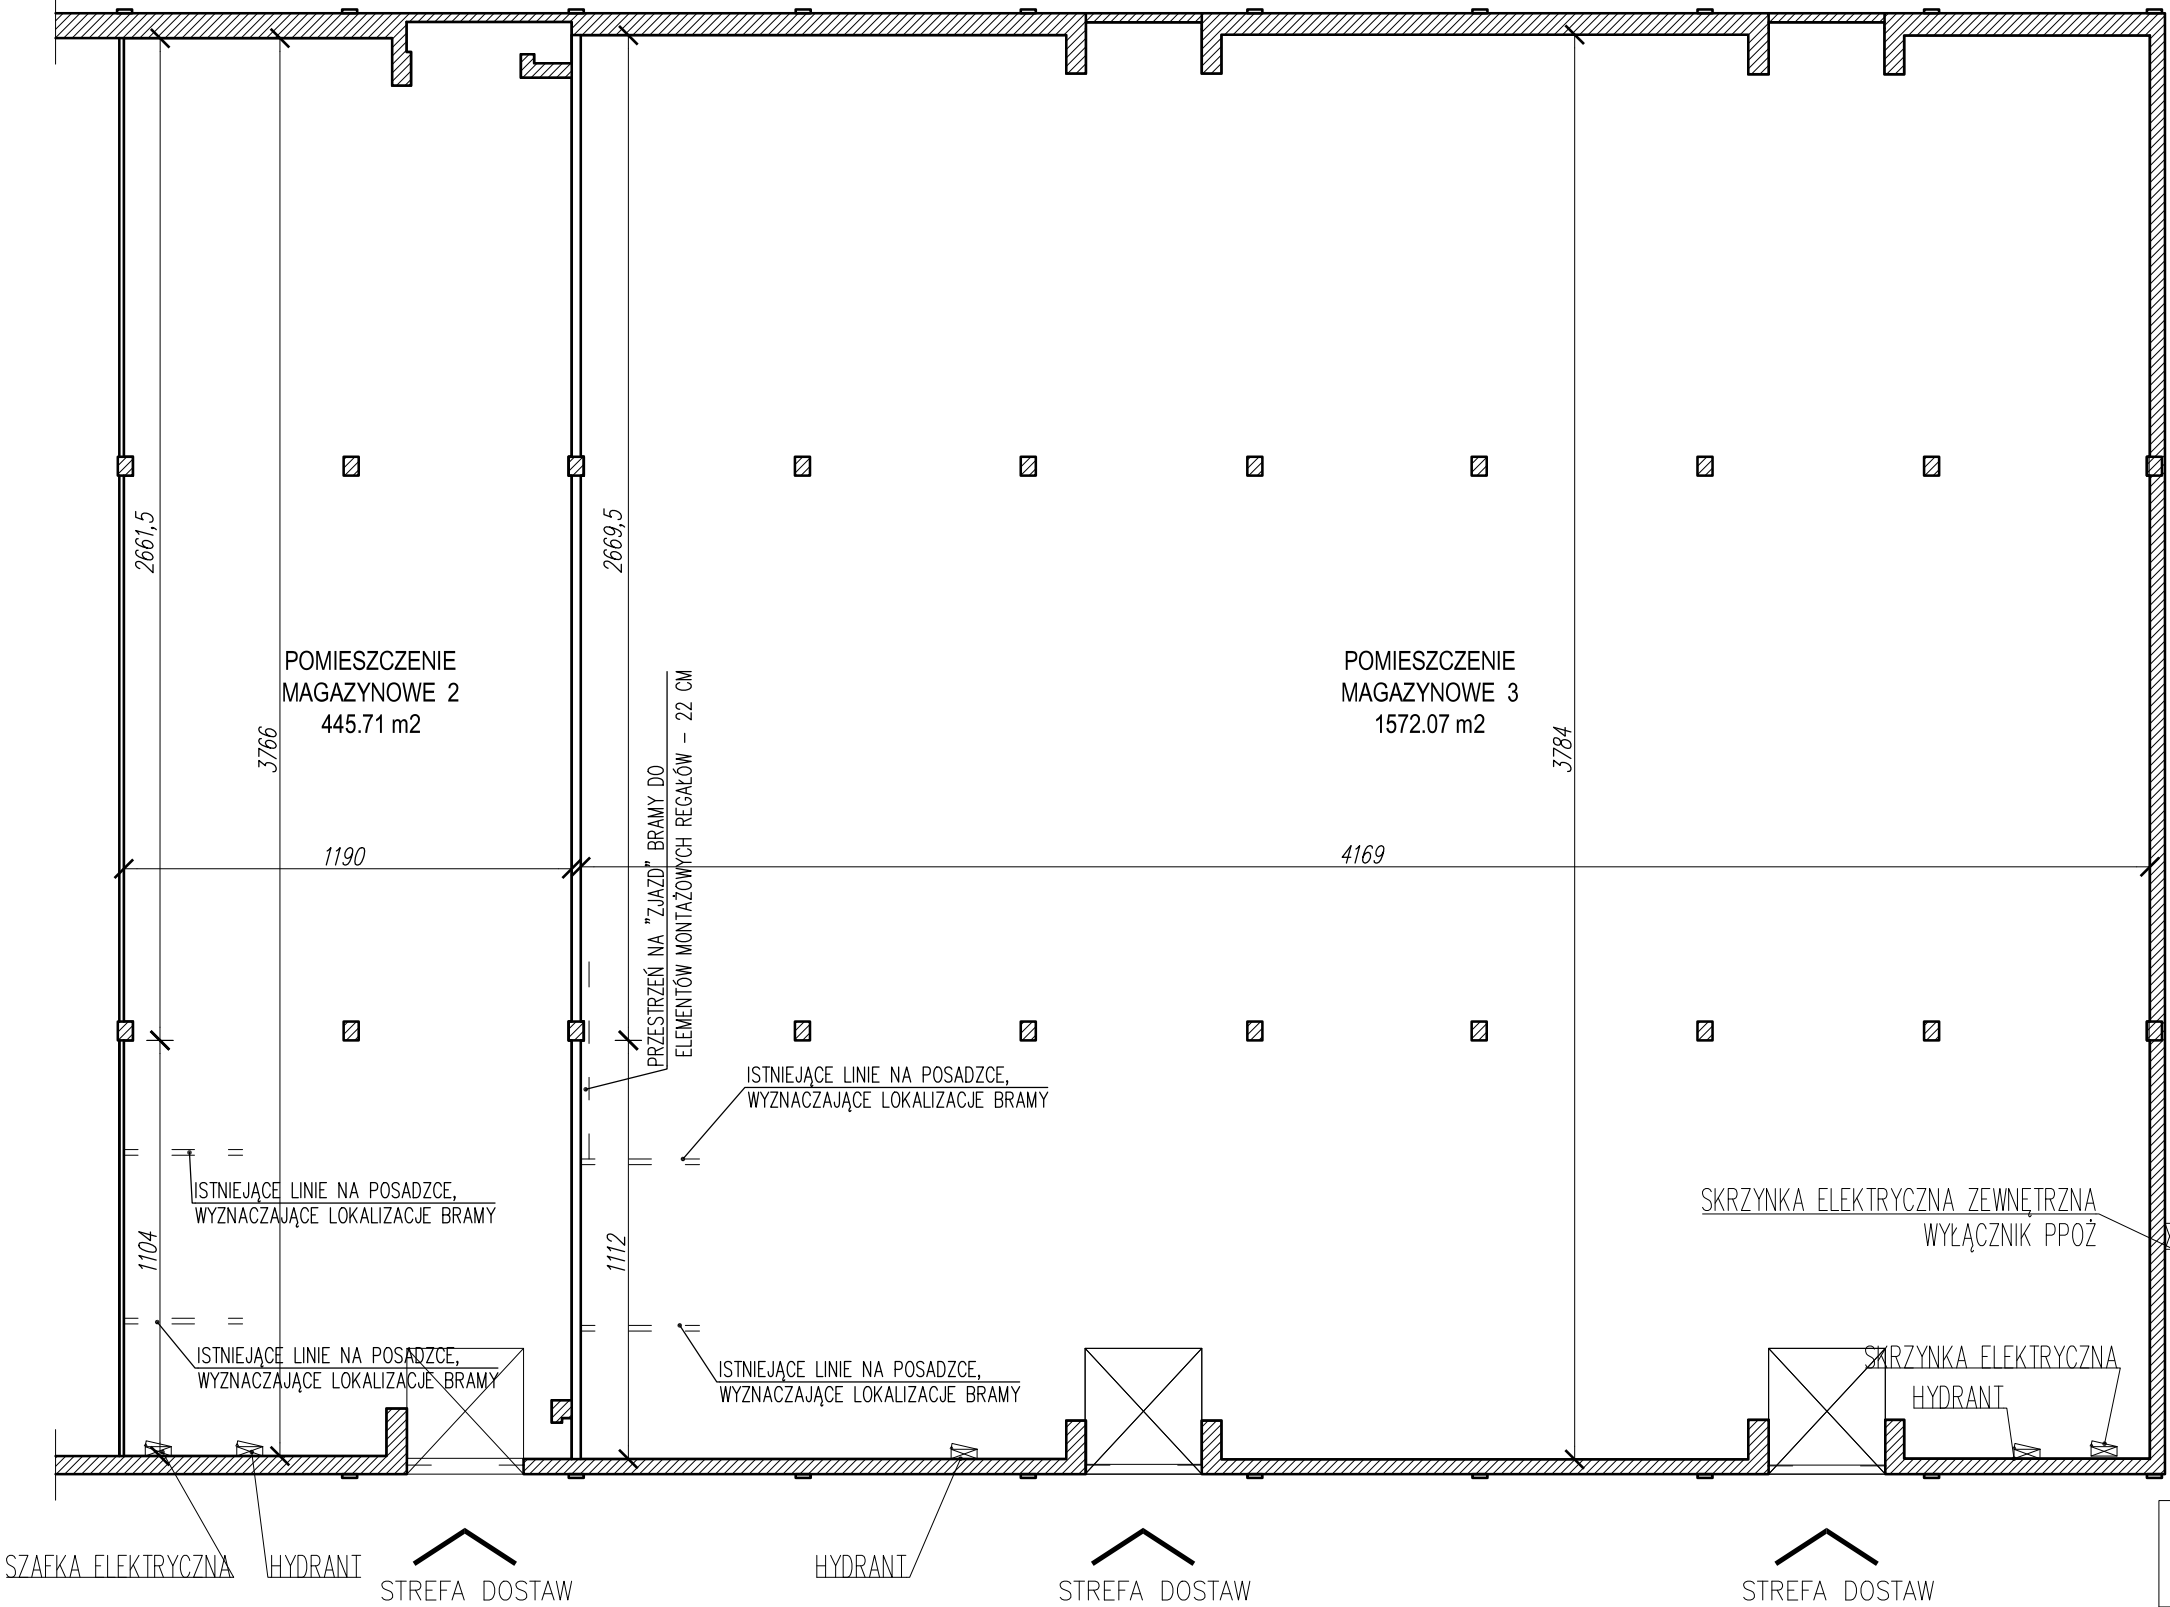 2661,5
2669,5
POMIESZCZENIE
MAGAZYNOWE 2
445.71 m2
POMIESZCZENIE
MAGAZYNOWE 3
1572.07 m2
3766
3784
PRZESTRZEŃ NA "ZJAZD" BRAMY DO
ELEMENTÓW MONTAŻOWYCH REGAŁÓW - 22 CM
1190
4169
ISTNIEJĄCE LINIE NA POSADZCE,
WYZNACZAJĄCE LOKALIZACJE BRAMY
ISTNIEJĄCE LINIE NA POSADZCE,
WYZNACZAJĄCE LOKALIZACJE BRAMY
SKRZYNKA ELEKTRYCZNA ZEWNĘTRZNA
WYŁĄCZNIK PPOŻ
1104
1112
ISTNIEJĄCE LINIE NA POSADZCE,
WYZNACZAJĄCE LOKALIZACJE BRAMY
ISTNIEJĄCE LINIE NA POSADZCE,
WYZNACZAJĄCE LOKALIZACJE BRAMY
SKRZYNKA ELEKTRYCZNA
HYDRANT
SZAFKA ELEKTRYCZNA
HYDRANT
HYDRANT
STREFA DOSTAW
STREFA DOSTAW
STREFA DOSTAW